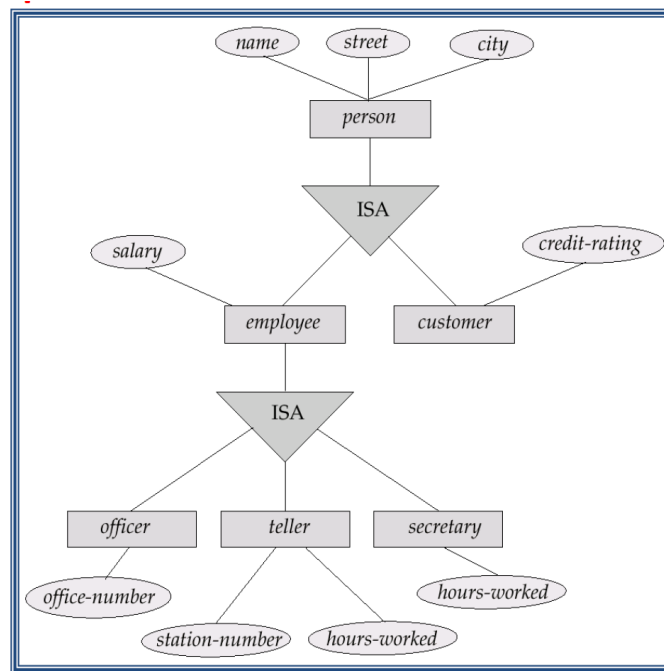 name street city
person
ISA
salary credit-rating
employee customer
ISA
officer teller secretary
office-number hours-worked
station-number hours-worked